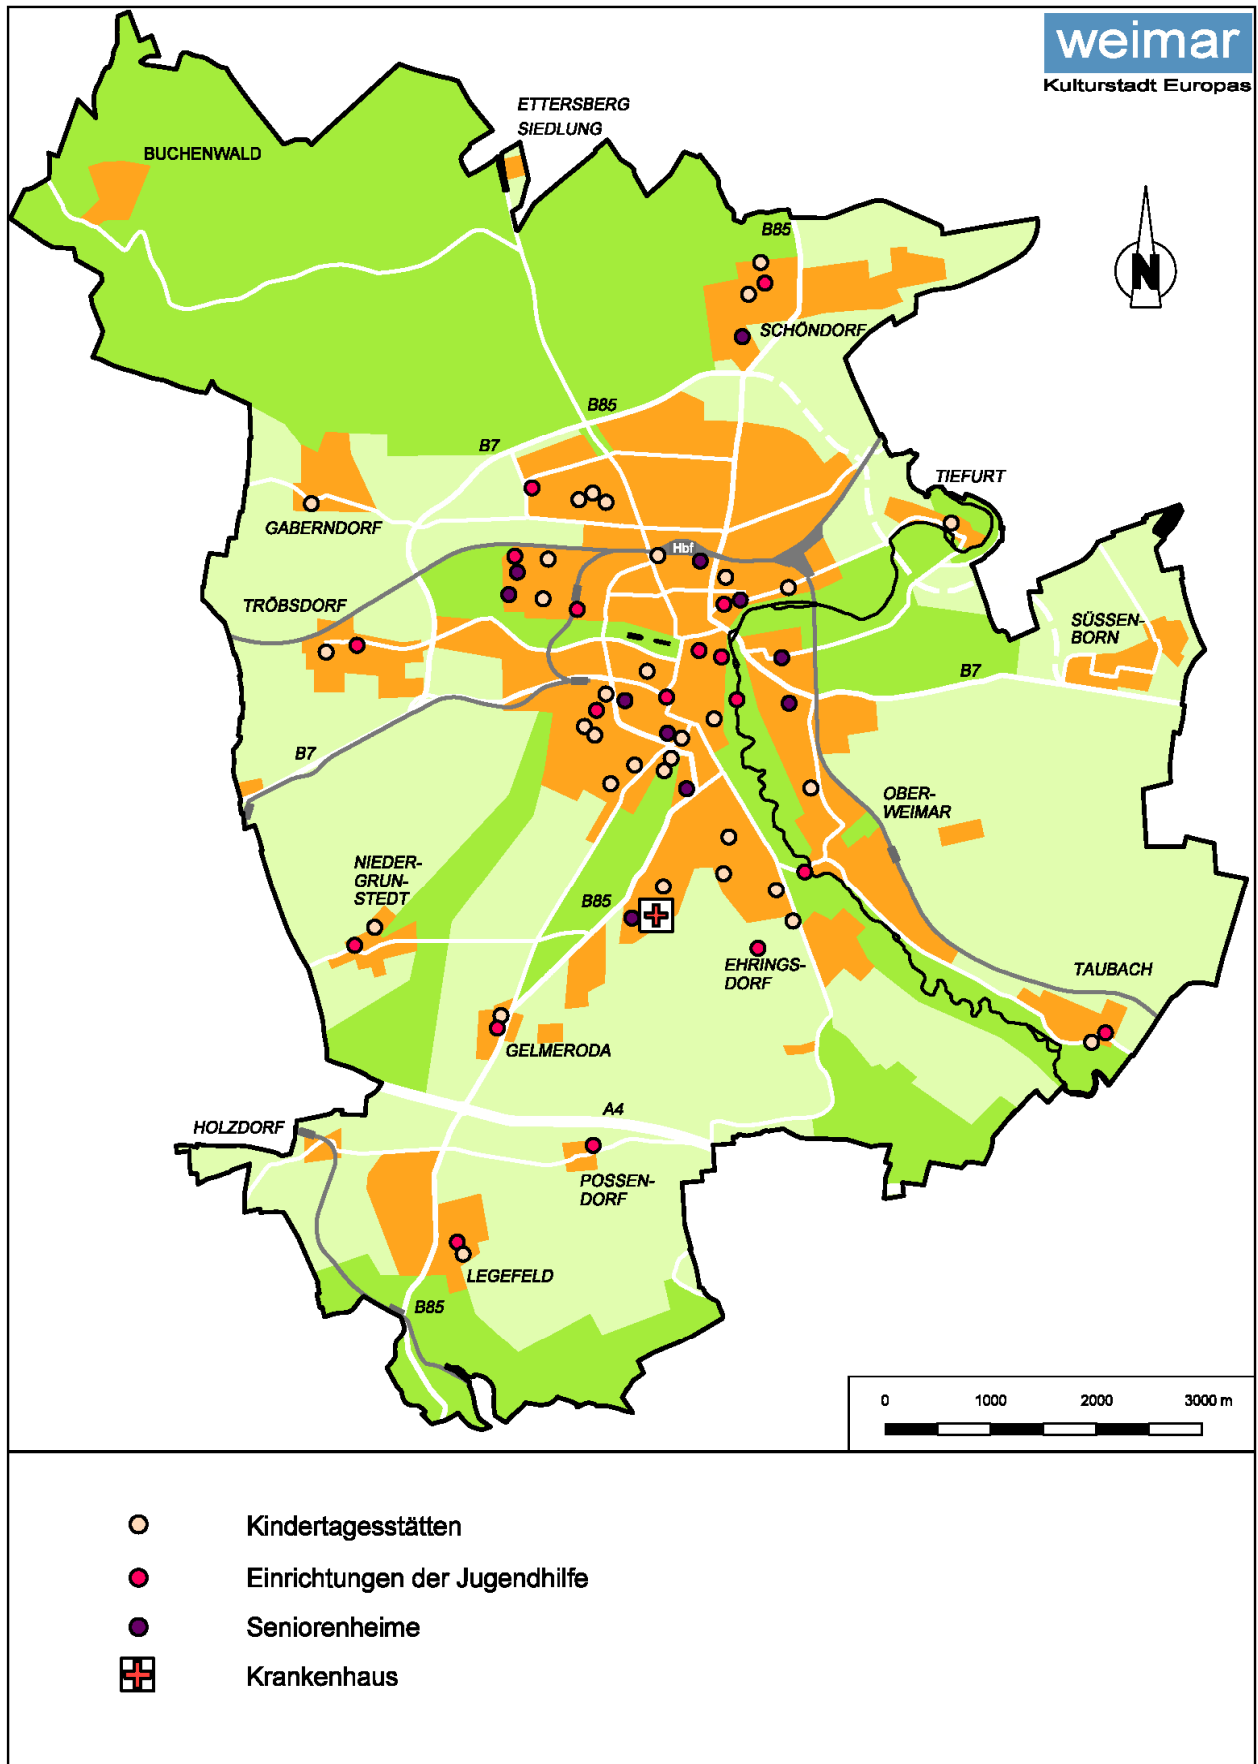 weimar
Kulturstadt Europas
ETTERSBERG
SIEDLUNG
BUCHENWALD
N
B85
SCHÖNDORF
B85
B7
TIEFURT
GABERNDORF
Hbf
TRÖBSDORF
SÜSSEN-
BORN
B7
B7
OBER-
WEIMAR
NIEDER-
GRUN-
STEDT
B85
EHRINGS-
DORF
TAUBACH
GELMERODA
A4
HOLZDORF
POSSEN-
DORF
LEGEFELD
B85
0 1000 2000 3000 m
Kindertagesstätten
Einrichtungen der Jugendhilfe
Seniorenheime
Krankenhaus